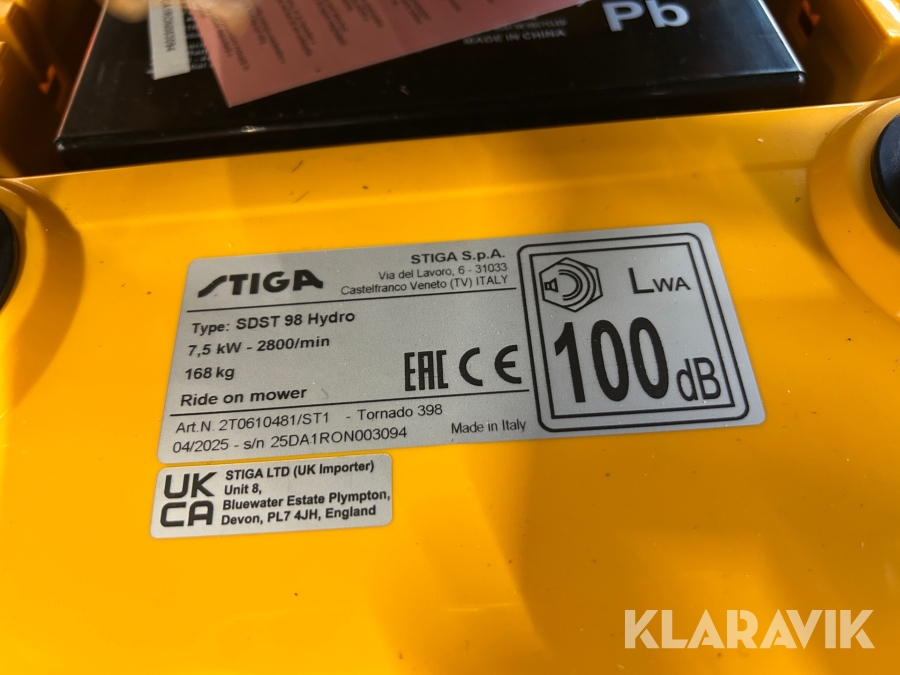 Pb
MADE IN CHINA
STIGA
STIGA S.p.A.
Via del Lavoro, 6 - 31033
Castelfranco Veneto (TV) ITALY
Type: SDST 98 Hydro
7,5 kW - 2800/min
168 kg
Ride on mower
EAC CE
Art.N. 2T0610481/ST1 - Tornado 398
04/2025 - s/n 25DA1RON003094
Made in Italy
LWA
100 dB
UK
CA
STIGA LTD (UK Importer)
Unit 8,
Bluewater Estate Plympton,
Devon, PL7 4JH, England
KLARAVIK